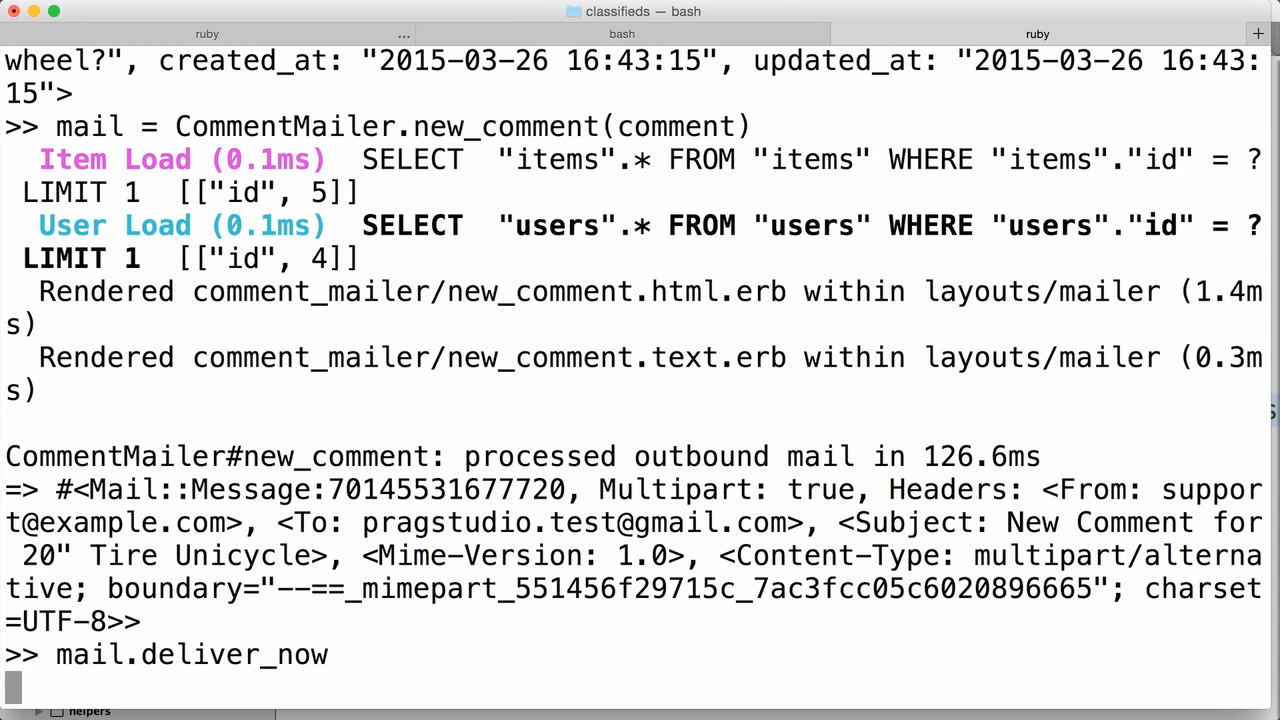 classifieds — bash
ruby ... bash ruby +
wheel?", created_at: "2015-03-26 16:43:15", updated_at: "2015-03-26 16:43:
15">
>> mail = CommentMailer.new_comment(comment)
Item Load (0.1ms) SELECT "items".* FROM "items" WHERE "items"."id" = ?
LIMIT 1 [["id", 5]]
User Load (0.1ms) SELECT "users".* FROM "users" WHERE "users"."id" = ?
LIMIT 1 [["id", 4]]
Rendered comment_mailer/new_comment.html.erb within layouts/mailer (1.4m
s)
Rendered comment_mailer/new_comment.text.erb within layouts/mailer (0.3m
s)
CommentMailer#new_comment: processed outbound mail in 126.6ms
=> #<Mail::Message:70145531677720, Multipart: true, Headers: <From: suppor
t@example.com>, <To: pragstudio.test@gmail.com>, <Subject: New Comment for
20" Tire Unicycle>, <Mime-Version: 1.0>, <Content-Type: multipart/alterna
tive; boundary="--==_mimepart_551456f29715c_7ac3fcc05c6020896665"; charset
=UTF-8>>
>> mail.deliver_now
helpers